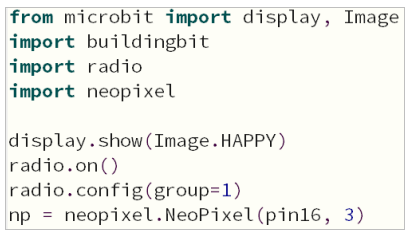 from microbit import display, Image
import buildingbit
import radio
import neopixel

display.show(Image.HAPPY)
radio.on()
radio.config(group=1)
np = neopixel.NeoPixel(pin16, 3)